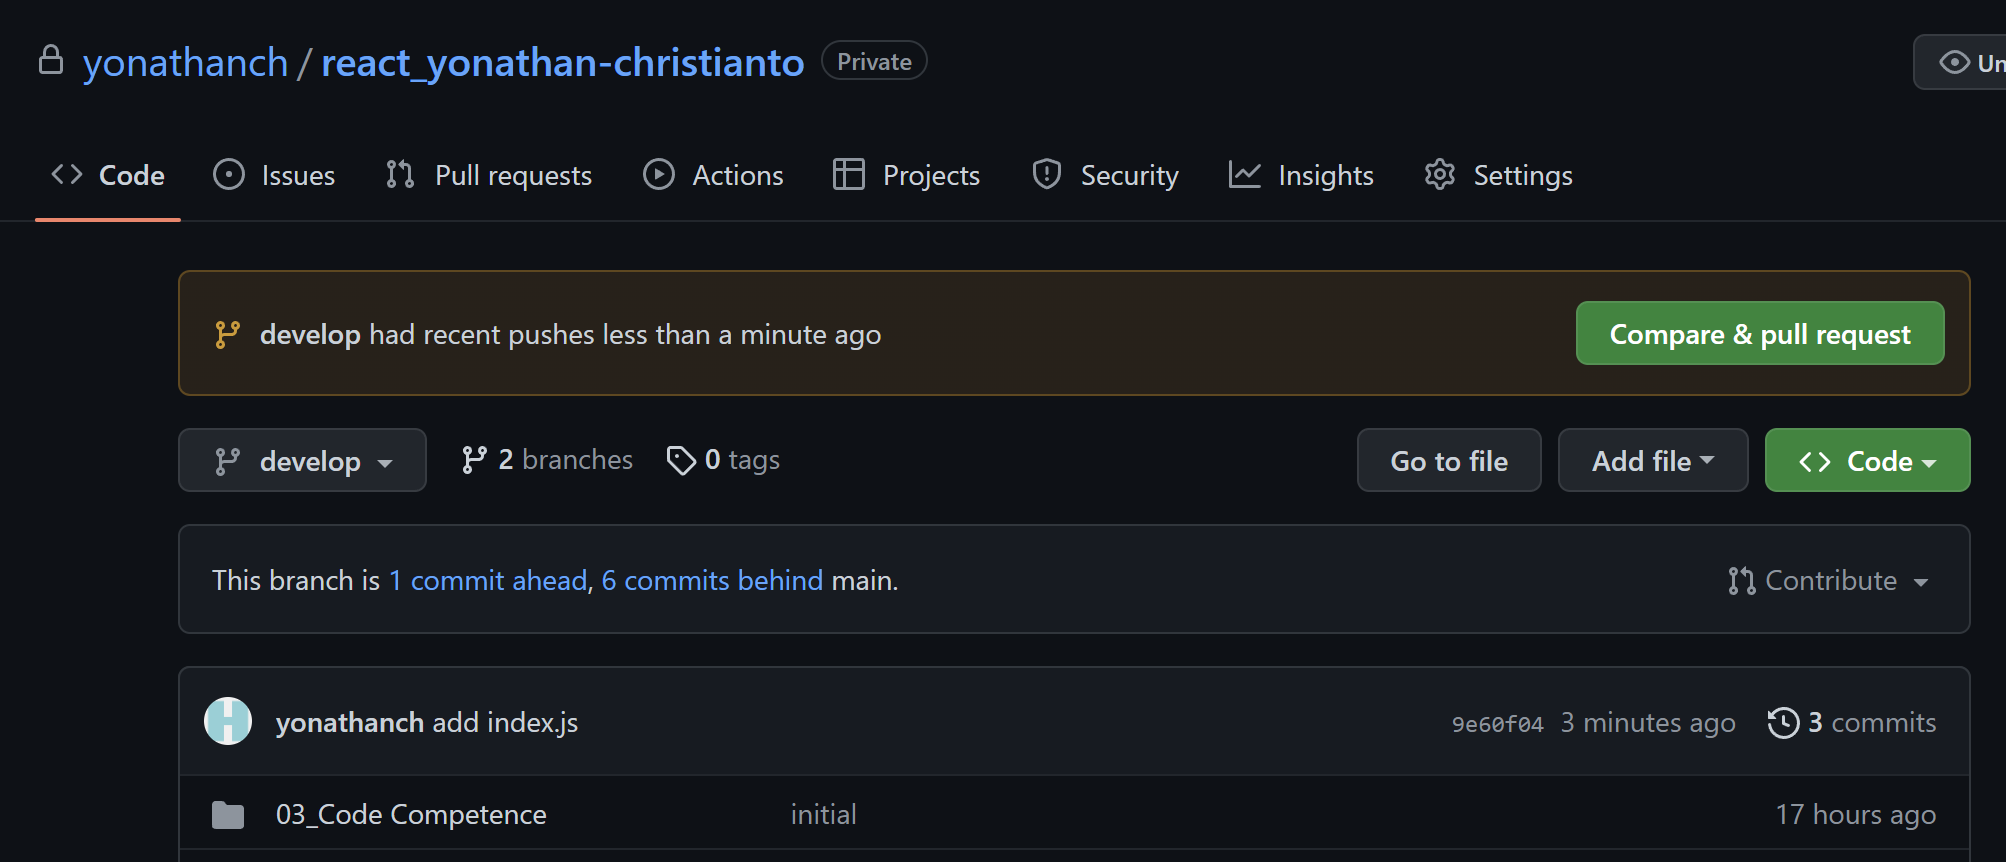 yonathanch / react_yonathan-christianto Private Un
Code Issues Pull requests Actions Projects Security Insights Settings
develop had recent pushes less than a minute ago Compare & pull request
develop 2 branches 0 tags Go to file Add file Code
This branch is 1 commit ahead, 6 commits behind main. Contribute
yonathanch add index.js 9e60f04 3 minutes ago 3 commits
03_Code Competence initial 17 hours ago